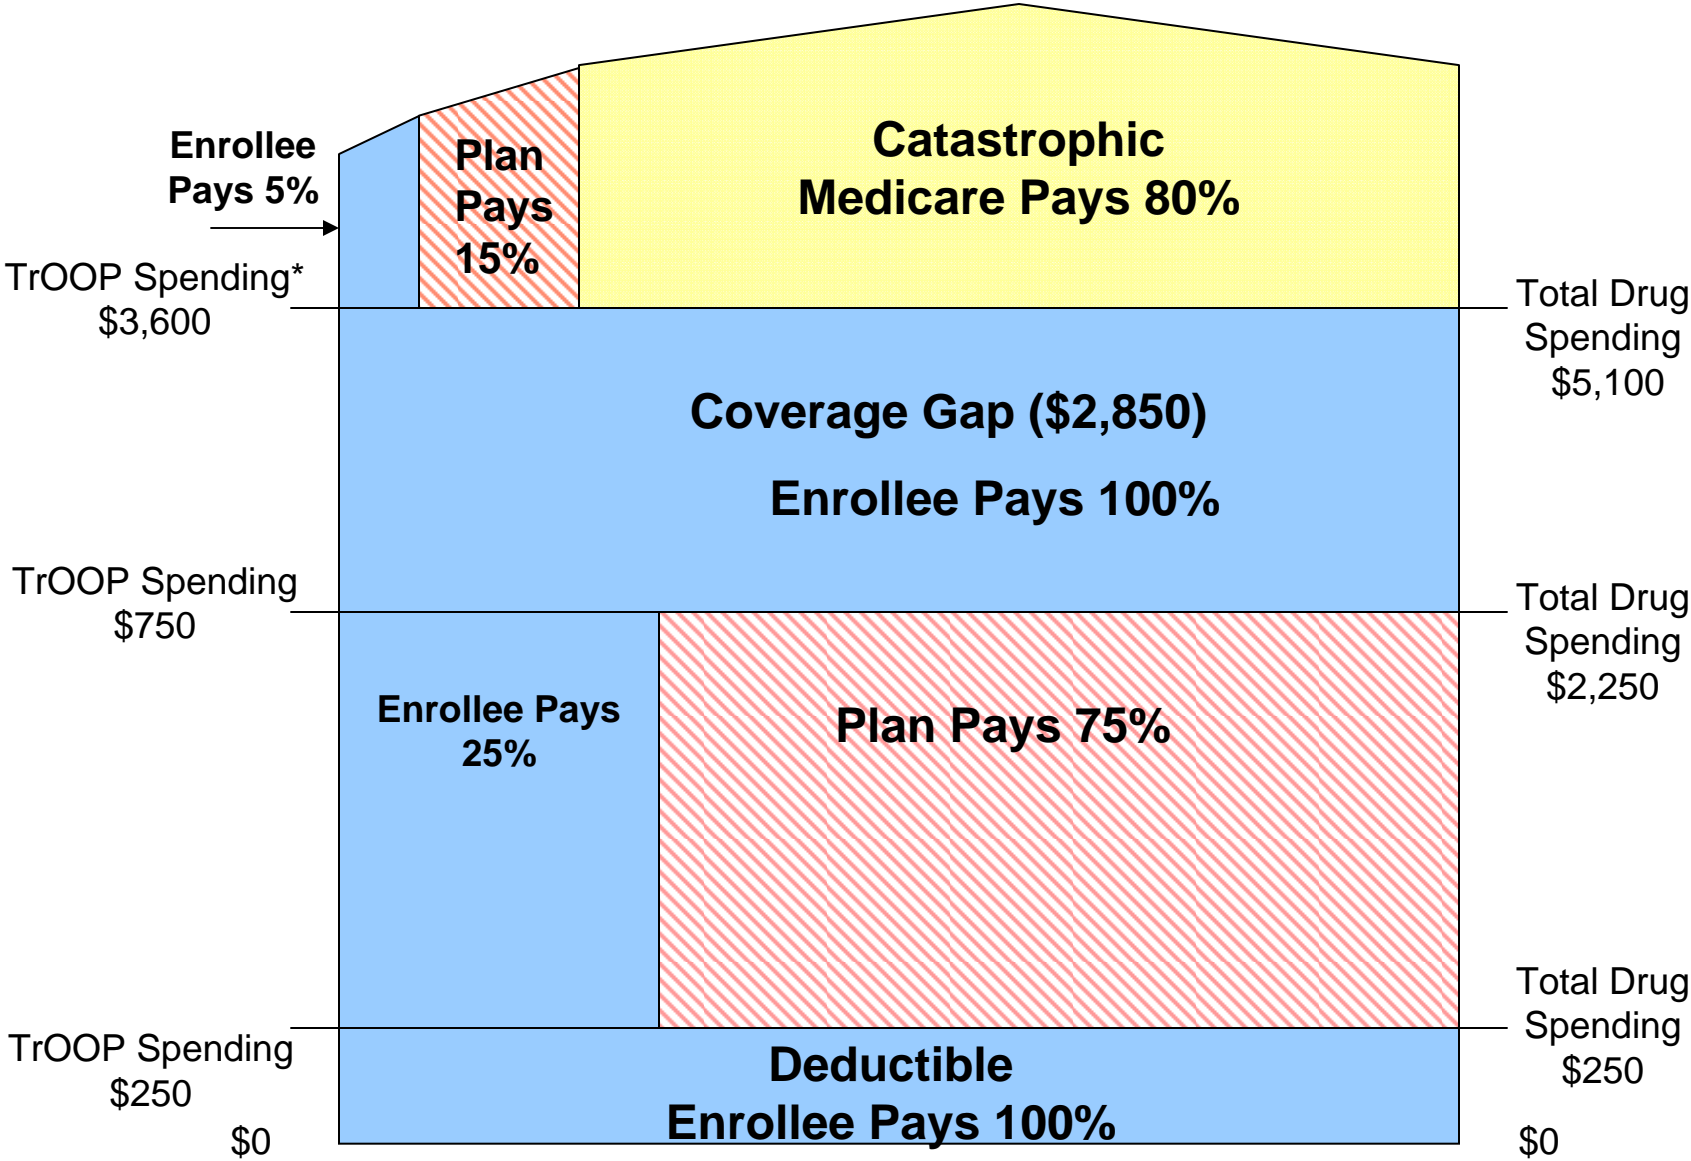 Catastrophic
Medicare Pays 80%
Enrollee
Pays 5%
Plan
Pays
15%
TrOOP Spending*
$3,600
Total Drug
Spending
$5,100
Coverage Gap ($2,850)
Enrollee Pays 100%
TrOOP Spending
$750
Total Drug
Spending
$2,250
Enrollee Pays
25%
Plan Pays 75%
TrOOP Spending
$250
Total Drug
Spending
$250
Deductible
Enrollee Pays 100%
$0
$0